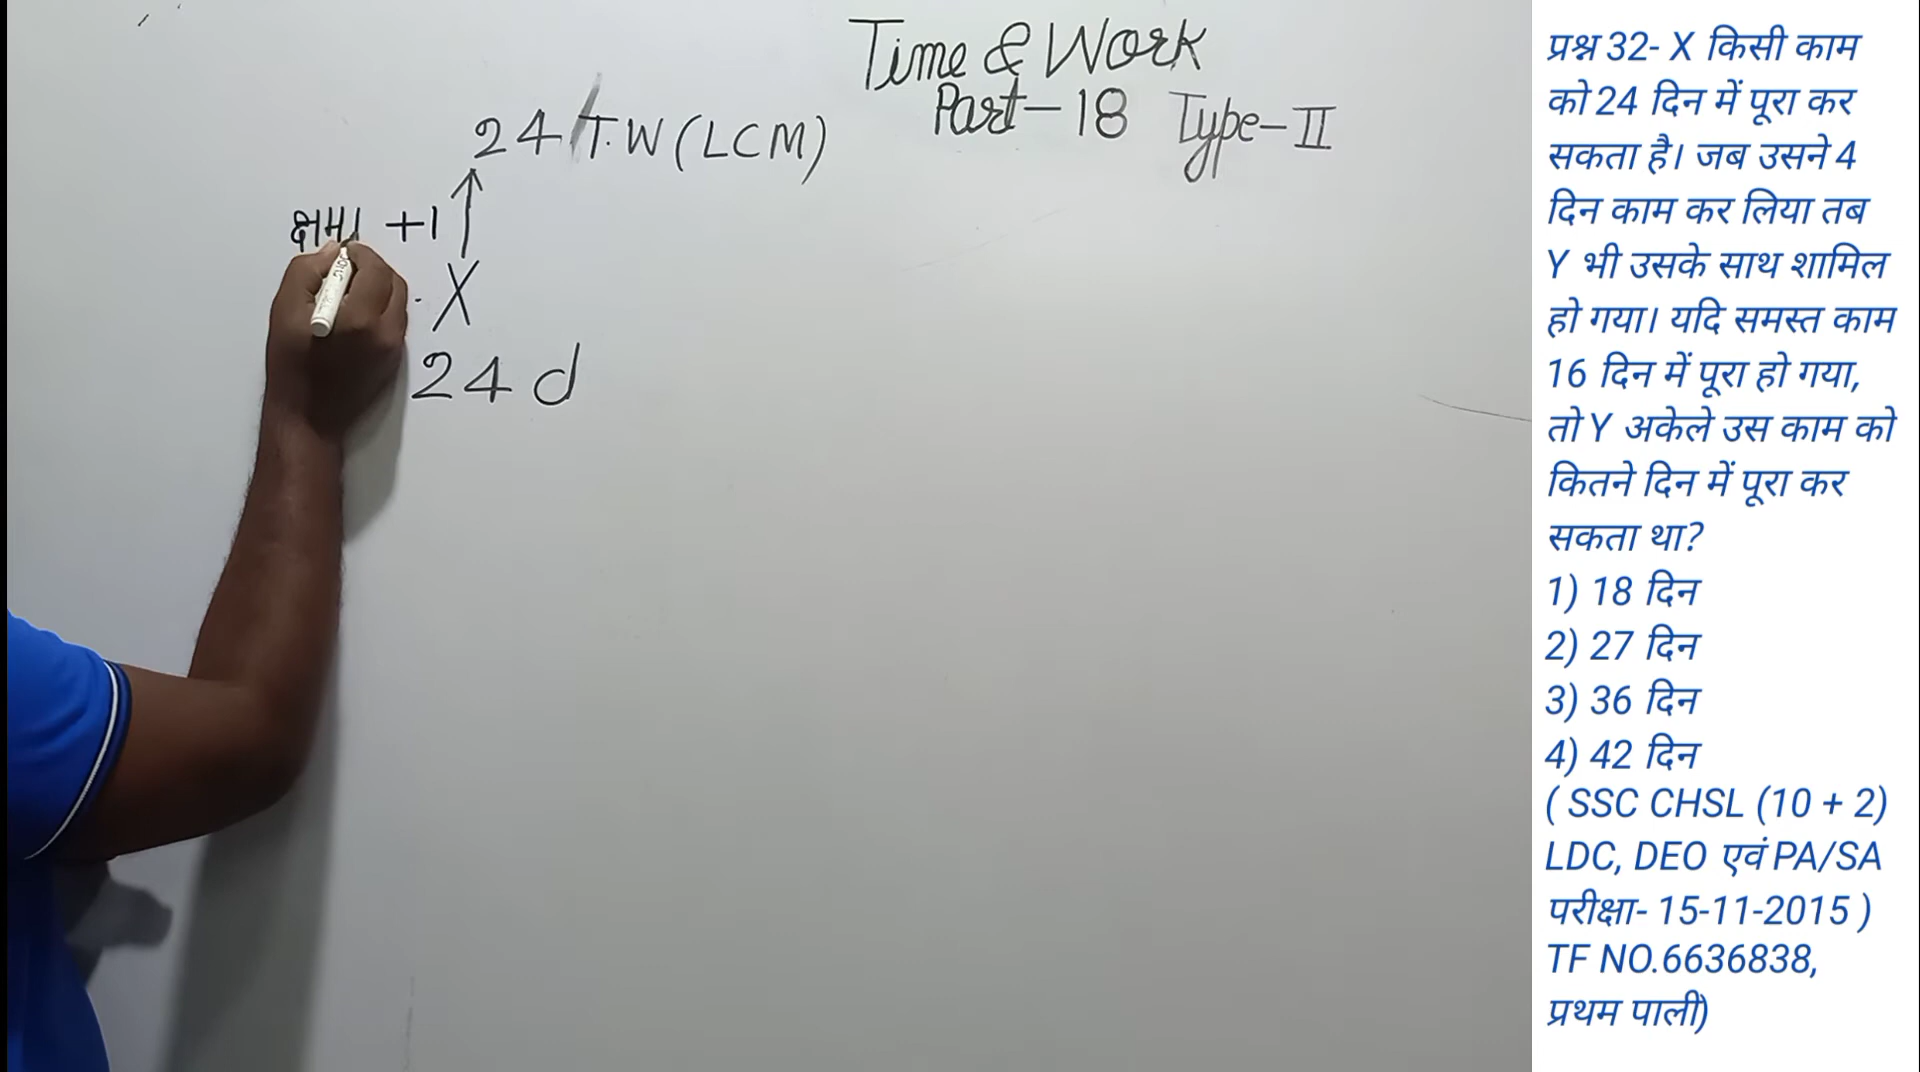 Time & Work
Part-18 Type-II
24 T.W (LCM)
क्षमा +1
X
24 d
प्रश्न 32- X किसी काम
को 24 दिन में पूरा कर
सकता है। जब उसने 4
दिन काम कर लिया तब
Y भी उसके साथ शामिल
हो गया। यदि समस्त काम
16 दिन में पूरा हो गया,
तो Y अकेले उस काम को
कितने दिन में पूरा कर
सकता था?
1) 18 दिन
2) 27 दिन
3) 36 दिन
4) 42 दिन
( SSC CHSL (10 + 2)
LDC, DEO एवं PA/SA
परीक्षा- 15-11-2015 )
TF NO.6636838,
प्रथम पाली)